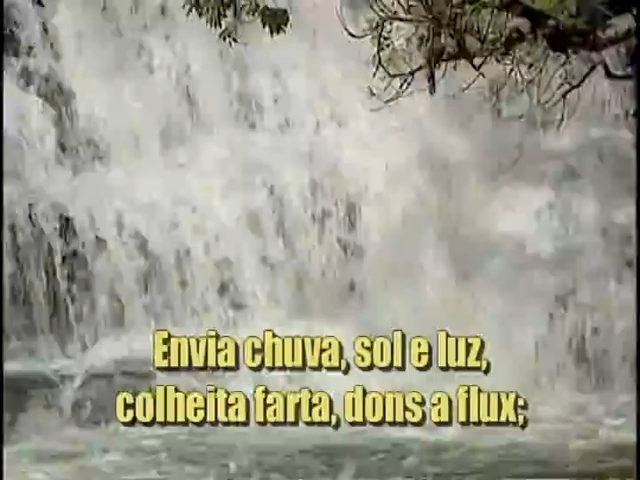 Envia chuva, sol e luz,
colheita farta, dons a flux;